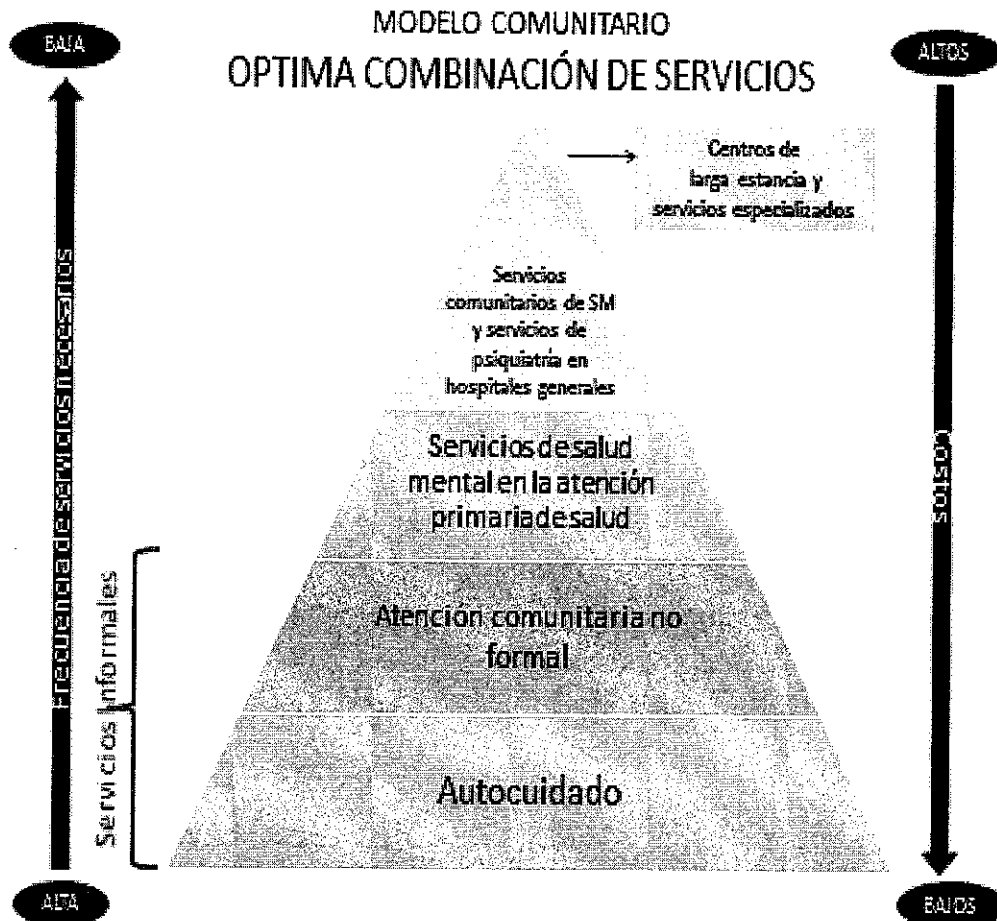 MODELO COMUNITARIO
OPTIMA COMBINACIÓN DE SERVICIOS
BAJA
ALTOS
Centros de
larga estancia y
servicios especializados
Servicios
comunitarios de SM
y servicios de
psiquiatría en
hospitales generales
Servicios de salud
mental en la atención
primaria de salud
Atención comunitaria no
formal
Autocuidado
Frecuencia de servicios necesarios
Servicios Informales
Costos
ALTA
BAJOS